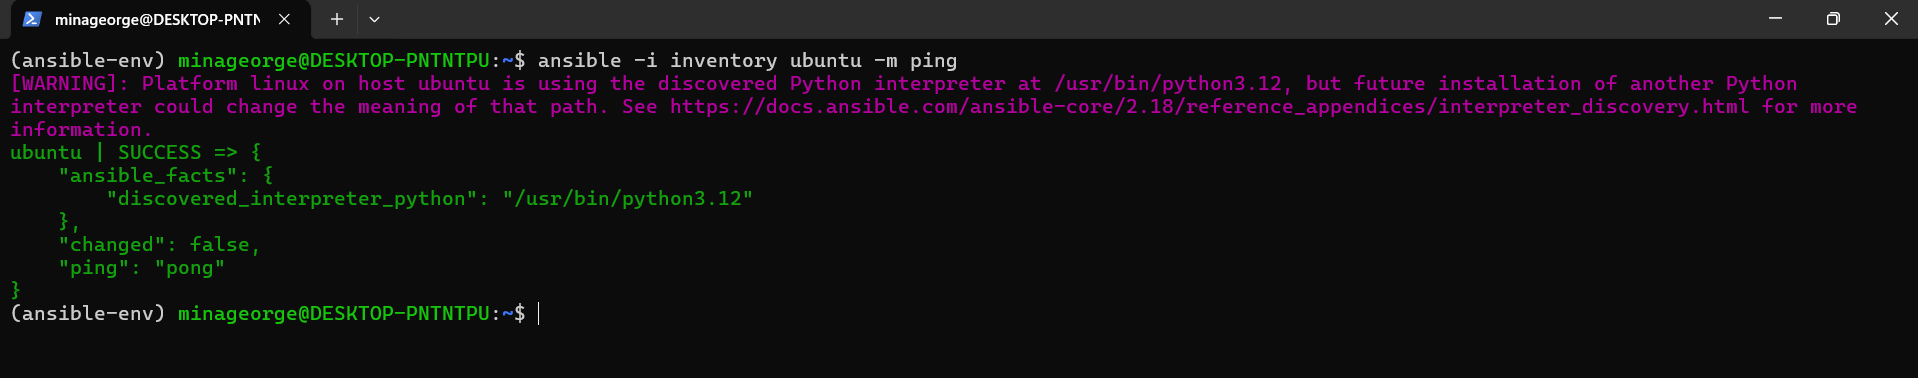 minageorge@DESKTOP-PNTN
(ansible-env) minageorge@DESKTOP-PNTNTPU:~$ ansible -i inventory ubuntu -m ping
[WARNING]: Platform linux on host ubuntu is using the discovered Python interpreter at /usr/bin/python3.12, but future installation of another Python
interpreter could change the meaning of that path. See https://docs.ansible.com/ansible-core/2.18/reference_appendices/interpreter_discovery.html for more
information.
ubuntu | SUCCESS => {
    "ansible_facts": {
        "discovered_interpreter_python": "/usr/bin/python3.12"
    },
    "changed": false,
    "ping": "pong"
}
(ansible-env) minageorge@DESKTOP-PNTNTPU:~$